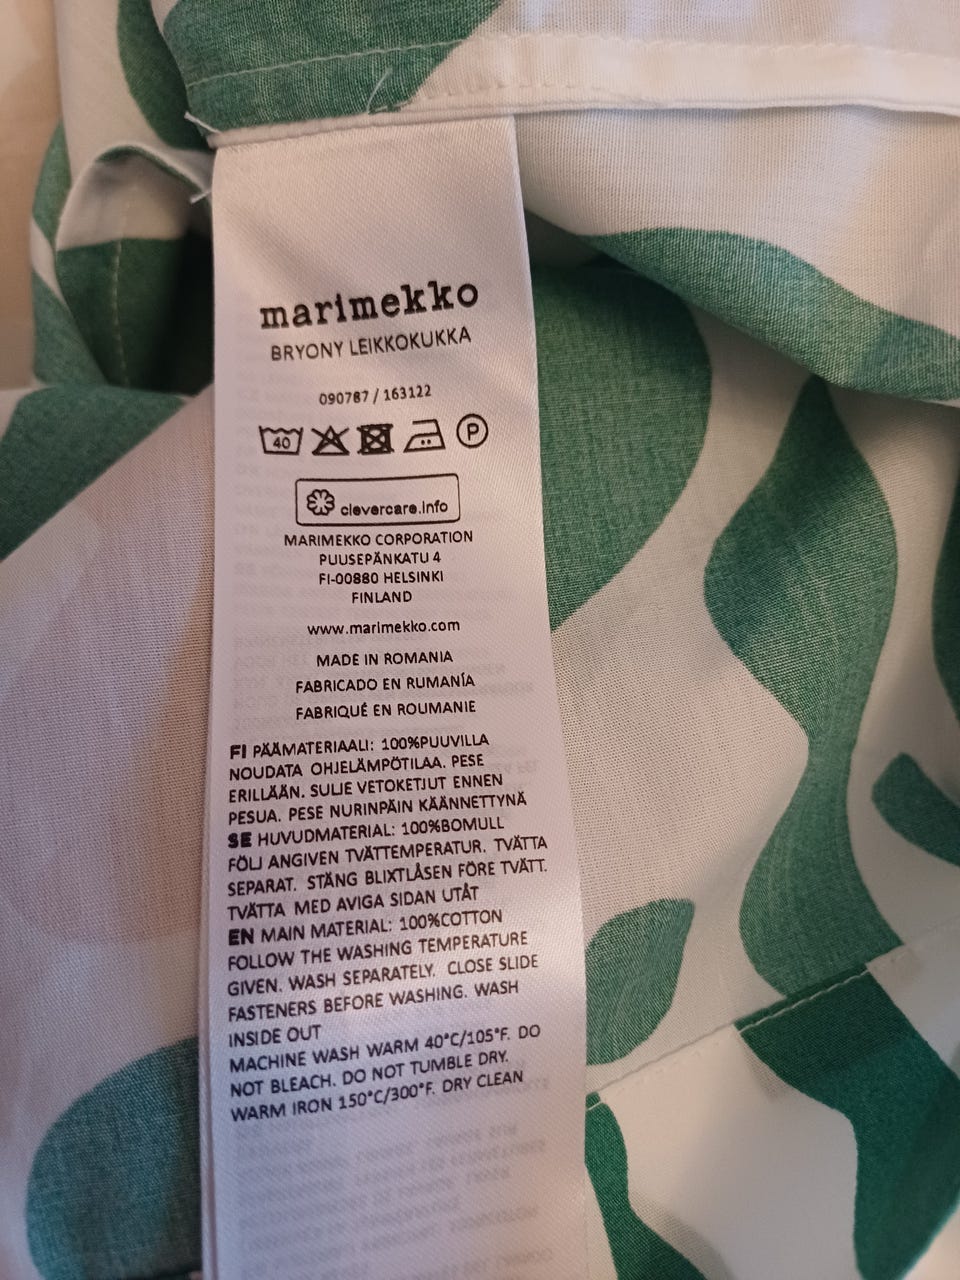 marimekko
BRYONY LEIKKOKUKKA
090787 / 163122
40 P
clevercare.info
MARIMEKKO CORPORATION
PUUSEPÄNKATU 4
FI-00880 HELSINKI
FINLAND
www.marimekko.com
MADE IN ROMANIA
FABRICADO EN RUMANÍA
FABRIQUÉ EN ROUMANIE
FI PÄÄMATERIAALI: 100%PUUVILLA
NOUDATA OHJELÄMPÖTILAA. PESE
ERILLÄÄN. SULJE VETOKETJUT ENNEN
PESUA. PESE NURINPÄIN KÄÄNNETTYNÄ
SE HUVUDMATERIAL: 100%BOMULL
FÖLJ ANGIVEN TVÄTTEMPERATUR. TVÄTTA
SEPARAT. STÄNG BLIXTLÅSEN FÖRE TVÄTT.
TVÄTTA MED AVIGA SIDAN UTÅT
EN MAIN MATERIAL: 100%COTTON
FOLLOW THE WASHING TEMPERATURE
GIVEN. WASH SEPARATELY. CLOSE SLIDE
FASTENERS BEFORE WASHING. WASH
INSIDE OUT
MACHINE WASH WARM 40°C/105°F. DO
NOT BLEACH. DO NOT TUMBLE DRY.
WARM IRON 150°C/300°F. DRY CLEAN